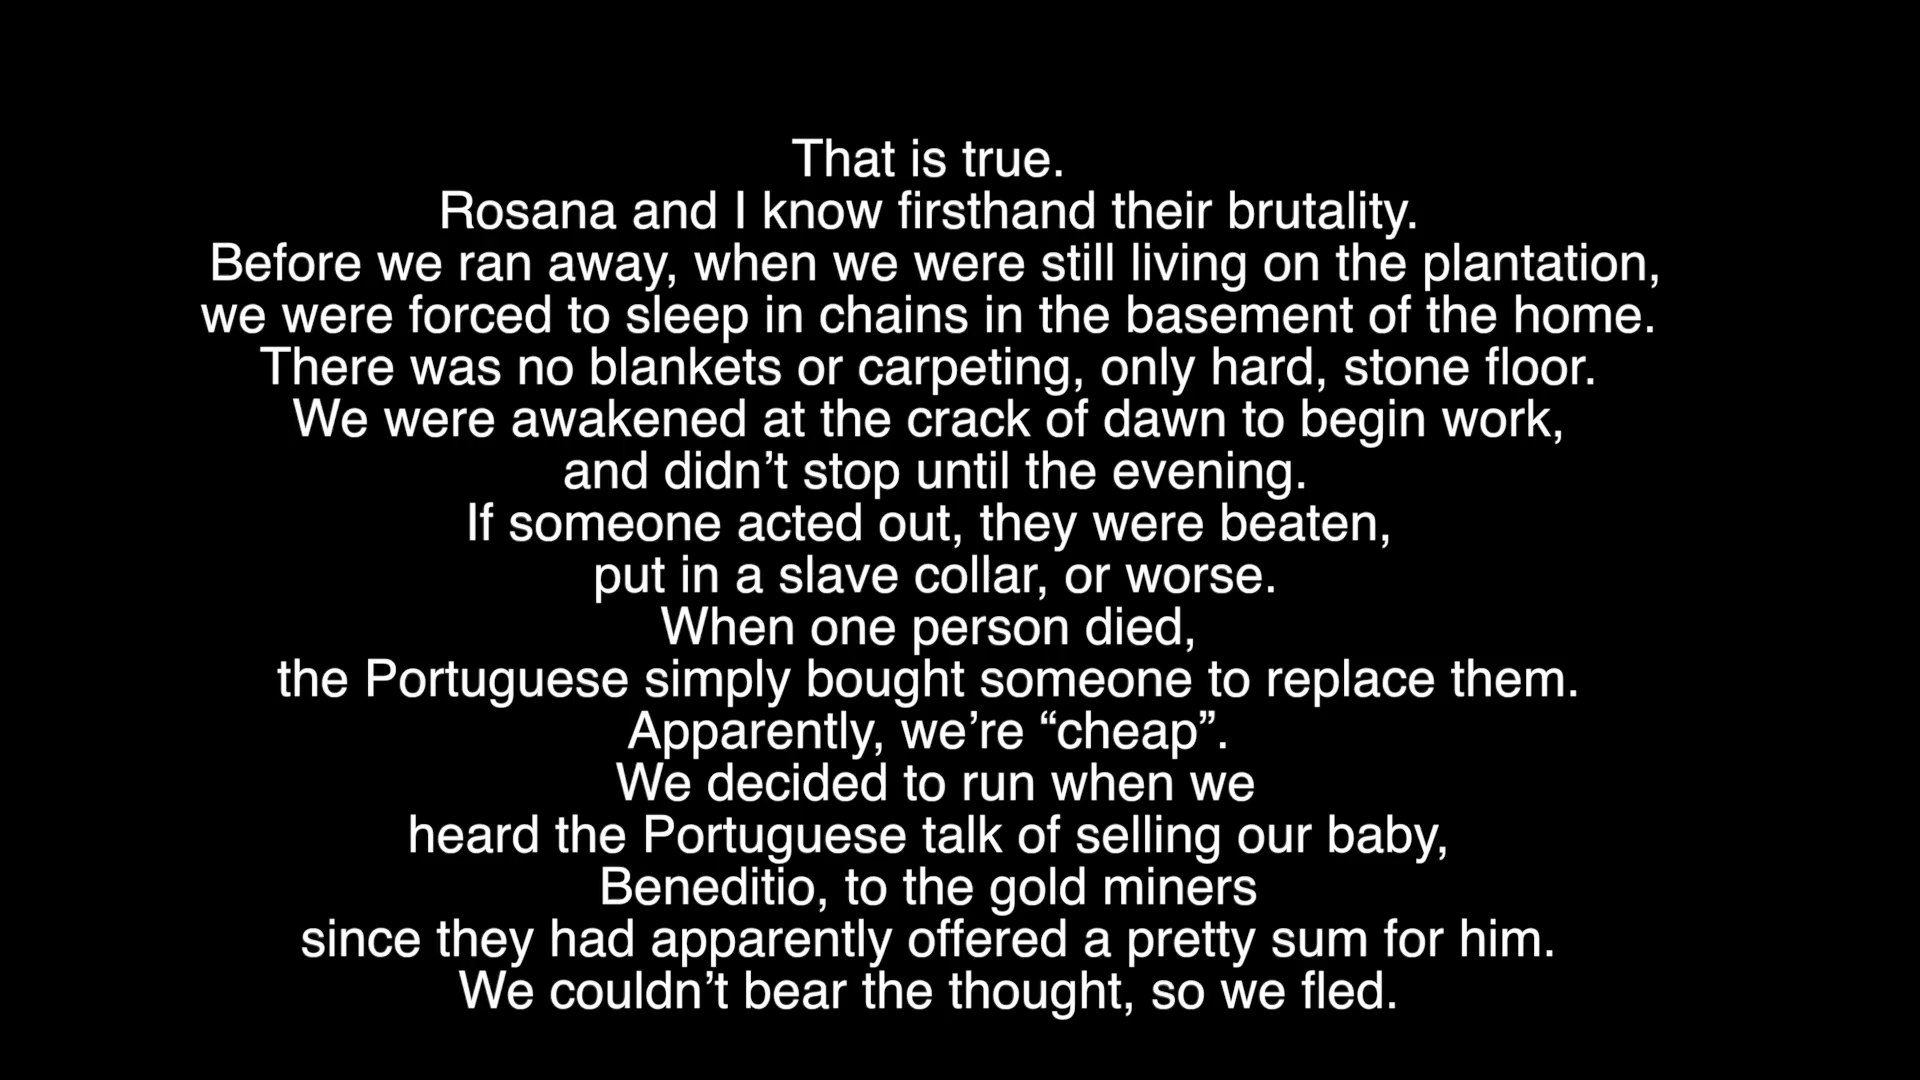 That is true.
Rosana and I know firsthand their brutality.
Before we ran away, when we were still living on the plantation,
we were forced to sleep in chains in the basement of the home.
There was no blankets or carpeting, only hard, stone floor.
We were awakened at the crack of dawn to begin work,
and didn’t stop until the evening.
If someone acted out, they were beaten,
put in a slave collar, or worse.
When one person died,
the Portuguese simply bought someone to replace them.
Apparently, we’re “cheap”.
We decided to run when we
heard the Portuguese talk of selling our baby,
Beneditio, to the gold miners
since they had apparently offered a pretty sum for him.
We couldn’t bear the thought, so we fled.